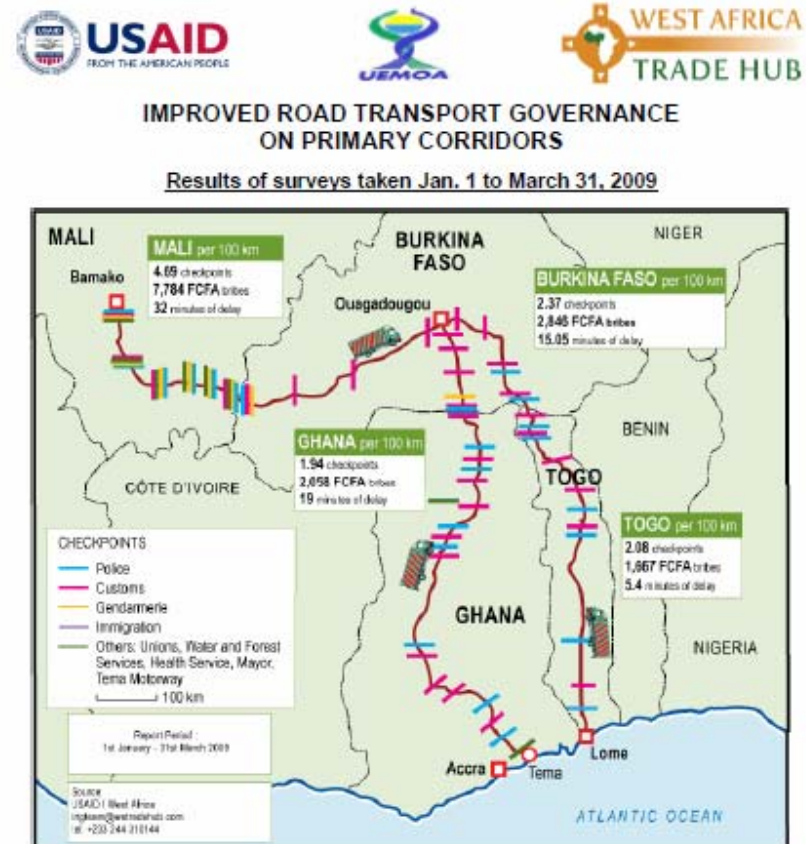 USAID
FROM THE AMERICAN PEOPLE
UEMOA
WEST AFRICA
TRADE HUB
IMPROVED ROAD TRANSPORT GOVERNANCE
ON PRIMARY CORRIDORS
Results of surveys taken Jan. 1 to March 31, 2009
MALI
MALI per 100 km
4.69 checkpoints
7,784 FCFA bribes
32 minutes of delay
Bamako
BURKINA
FASO
NIGER
Ouagadougou
BURKINA FASO per 100 km
2.37 checkpoints
2,846 FCFA bribes
15.05 minutes of delay
GHANA per 100 km
1.94 checkpoints
2,058 FCFA bribes
19 minutes of delay
BENIN
CÔTE D'IVOIRE
TOGO
TOGO per 100 km
2.08 checkpoints
1,667 FCFA bribes
5.4 minutes of delay
CHECKPOINTS
Police
Customs
Gendarmerie
Immigration
Others: Unions, Water and Forest
Services, Health Service, Mayor,
Tema Motorway
100 km
GHANA
NIGERIA
Report Period :
1st January - 31st March 2009
Accra
Tema
Lome
Source
USAID / West Africa
tel. +233 244 310144
ATLANTIC OCEAN